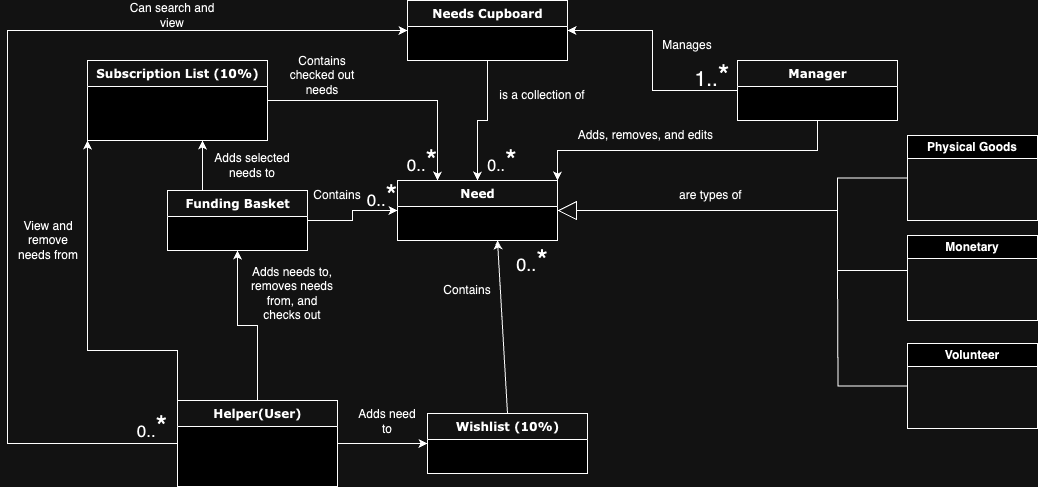 Can search and
view
Needs Cupboard
Manages
1..*
Manager
Subscription List (10%)
Contains
checked out
needs
is a collection of
Adds, removes, and edits
Physical Goods
0..*
0..*
Adds selected
needs to
Funding Basket
Contains
0..*
Need
are types of
View and
remove
needs from
Monetary
0..*
Adds needs to,
removes needs
from, and
checks out
Contains
Volunteer
Helper(User)
0..*
Adds need
to
Wishlist (10%)